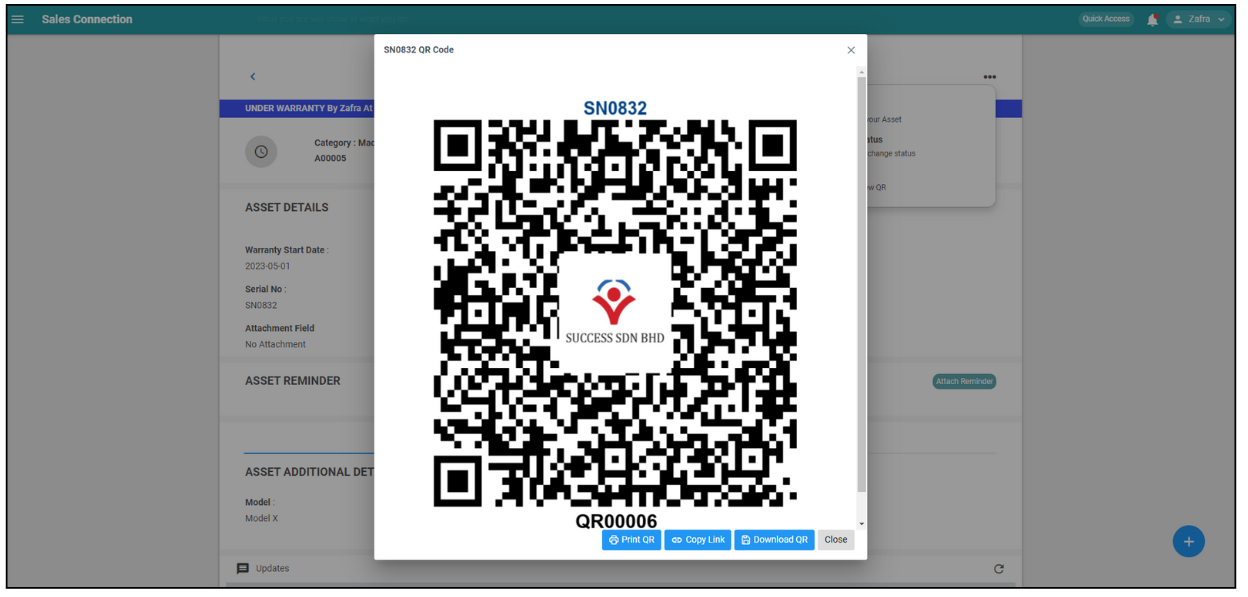 Sales Connection
Quick Access
Zafra
SN0832 QR Code
UNDER WARRANTY By Zafra At
Category : Mac
A00005
our Asset
atus
change status
w QR
ASSET DETAILS
Warranty Start Date :
2023-05-01
Serial No :
SN0832
Attachment Field
No Attachment
SN0832
SUCCESS SDN BHD
QR00006
ASSET REMINDER
Attach Reminder
ASSET ADDITIONAL DET
Model :
Model X
Print QR
Copy Link
Download QR
Close
Updates